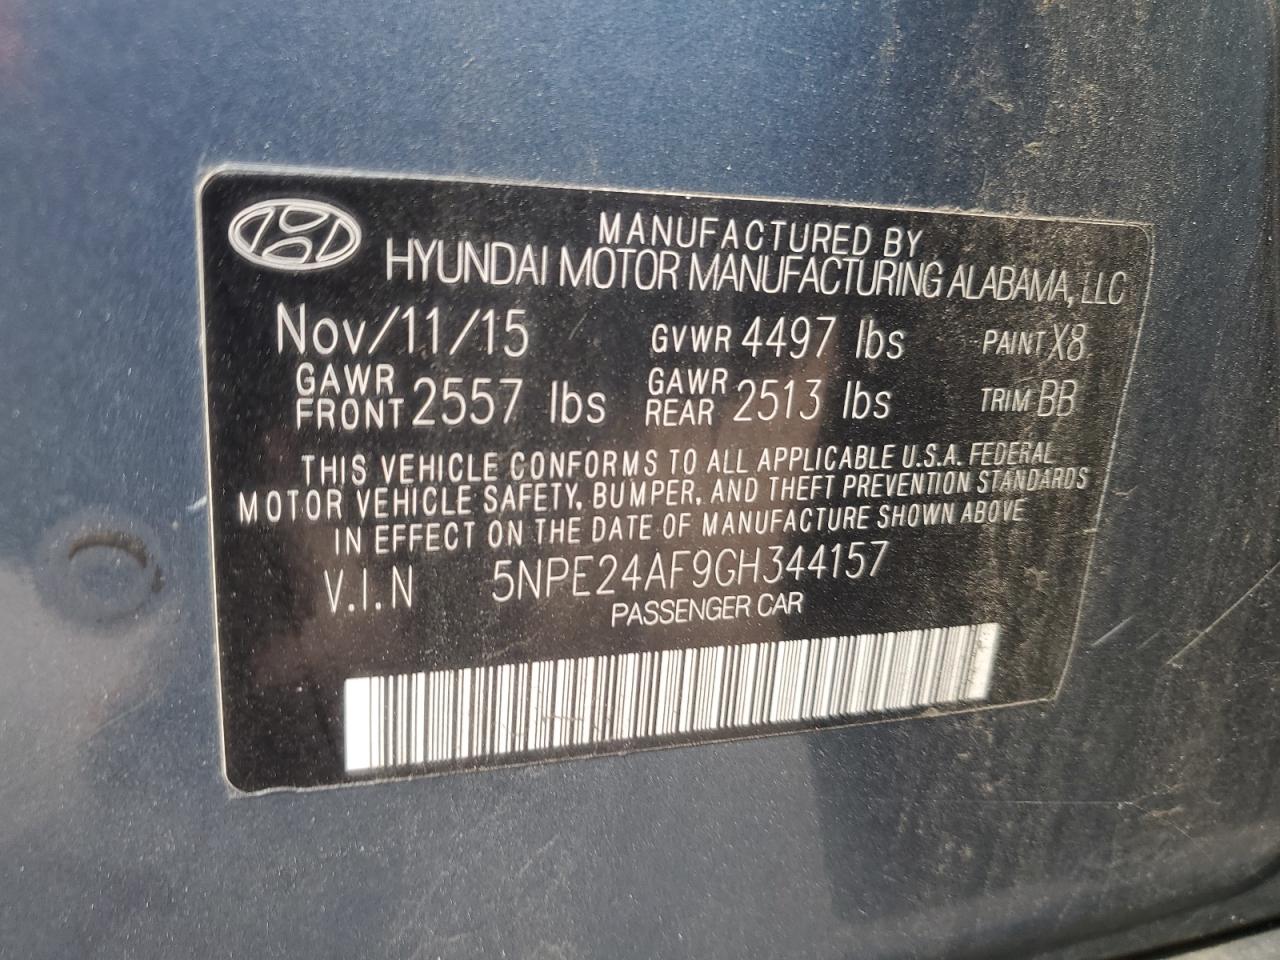 MANUFACTURED BY
HYUNDAI MOTOR MANUFACTURING ALABAMA, LLC
Nov/11/15 GVWR 4497 lbs PAINT X8
GAWR FRONT 2557 lbs GAWR REAR 2513 lbs TRIM BB
THIS VEHICLE CONFORMS TO ALL APPLICABLE U.S.A. FEDERAL
MOTOR VEHICLE SAFETY, BUMPER, AND THEFT PREVENTION STANDARDS
IN EFFECT ON THE DATE OF MANUFACTURE SHOWN ABOVE
V.I.N 5NPE24AF9GH344157
PASSENGER CAR